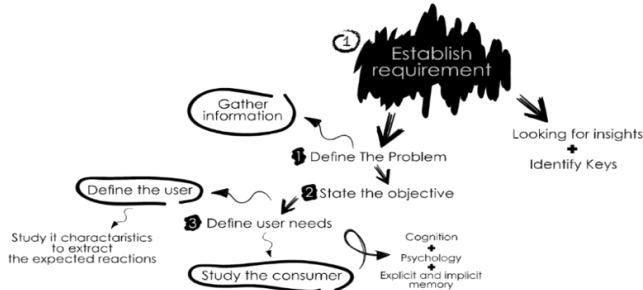 1
Establish
requirement
Gather
information
Looking for insights
+
Identify Keys
1 Define The Problem
2 State the objective
Define the user
3 Define user needs
Study it charactaristics
to extract
the expected reactions
Cognition
+
Psychology
+
Explicit and implicit
memory
Study the consumer